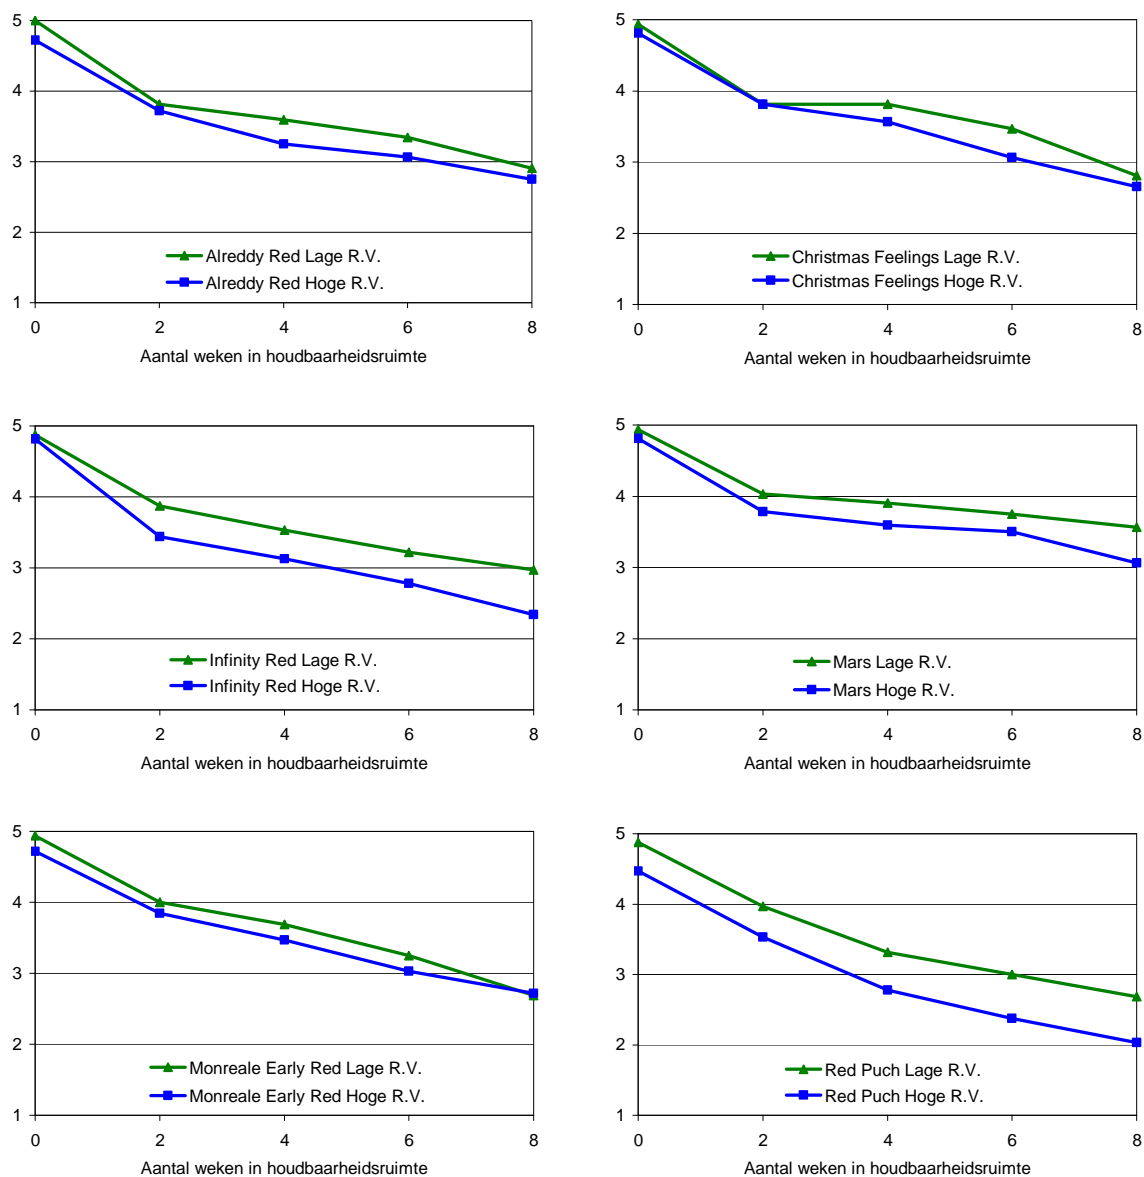 5
4
3
2
1
Alreddy Red Lage R.V.
Alreddy Red Hoge R.V.
0 2 4 6 8
Aantal weken in houdbaarheidsruimte
5
4
3
2
1
Christmas Feelings Lage R.V.
Christmas Feelings Hoge R.V.
0 2 4 6 8
Aantal weken in houdbaarheidsruimte
5
4
3
2
1
Infinity Red Lage R.V.
Infinity Red Hoge R.V.
0 2 4 6 8
Aantal weken in houdbaarheidsruimte
5
4
3
2
1
Mars Lage R.V.
Mars Hoge R.V.
0 2 4 6 8
Aantal weken in houdbaarheidsruimte
5
4
3
2
1
Monreale Early Red Lage R.V.
Monreale Early Red Hoge R.V.
0 2 4 6 8
Aantal weken in houdbaarheidsruimte
5
4
3
2
1
Red Puch Lage R.V.
Red Puch Hoge R.V.
0 2 4 6 8
Aantal weken in houdbaarheidsruimte